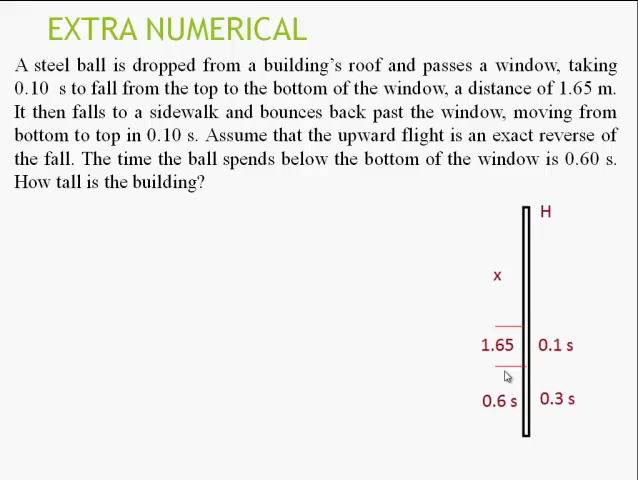 EXTRA NUMERICAL
A steel ball is dropped from a building's roof and passes a window, taking
0.10 s to fall from the top to the bottom of the window, a distance of 1.65 m.
It then falls to a sidewalk and bounces back past the window, moving from
bottom to top in 0.10 s. Assume that the upward flight is an exact reverse of
the fall. The time the ball spends below the bottom of the window is 0.60 s.
How tall is the building?
H
x
1.65 0.1 s
0.6 s 0.3 s